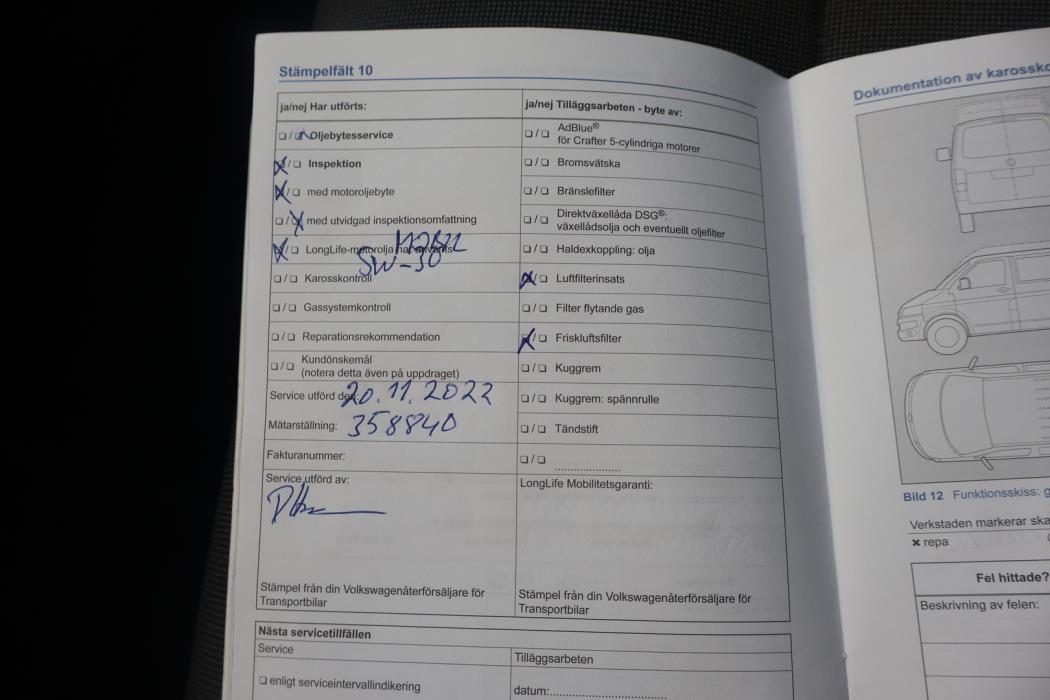 Stämpelfält 10
ja/nej Har utförts:
☐ / ☐ Oljebytesservice
☒ / ☐ Inspektion
☒ / ☐ med motoroljebyte
☐ / ☒ med utvidgad inspektionsomfattning
☒ / ☐ LongLife-motorolja har använts
5W-30
☐ / ☐ Karosskontroll
☐ / ☐ Gassystemkontroll
☐ / ☐ Reparationsrekommendation
☐ / ☐ Kundönskemål
(notera detta även på uppdraget)
Service utförd den: 20.11.2022
Mätarställning: 358840
Fakturanummer:
Service utförd av:
Stämpel från din Volkswagenåterförsäljare för
Transportbilar
ja/nej Tilläggsarbeten - byte av:
☐ / ☐ AdBlue®
för Crafter 5-cylindriga motorer
☐ / ☐ Bromsvätska
☐ / ☐ Bränslefilter
☐ / ☐ Direktväxellåda DSG®:
växellådsolja och eventuellt oljefilter
☐ / ☐ Haldexkoppling: olja
☒ / ☐ Luftfilterinsats
☐ / ☐ Filter flytande gas
☒ / ☐ Friskluftsfilter
☐ / ☐ Kuggrem
☐ / ☐ Kuggrem: spännrulle
☐ / ☐ Tändstift
☐ / ☐ ......................
LongLife Mobilitetsgaranti:
Stämpel från din Volkswagenåterförsäljare för
Transportbilar
Nästa servicetillfällen
Service
☐ enligt serviceintervallindikering
Tilläggsarbeten
datum:..............................
Dokumentation av karossko
Bild 12 Funktionsskiss: g
Verkstaden markerar ska
✖ repa
Fel hittade?
Beskrivning av felen: